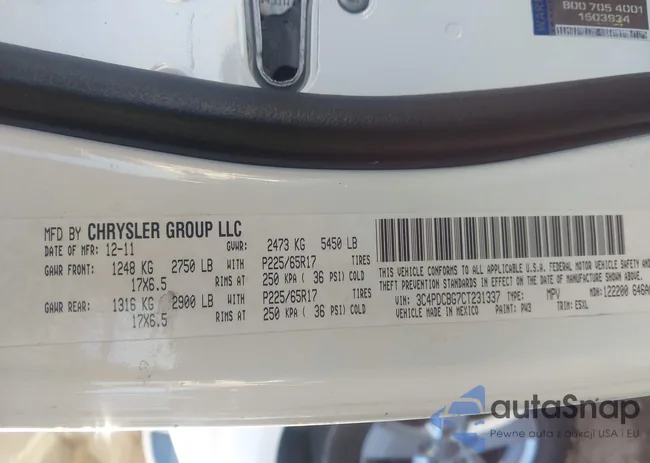 800 705 4001
1503934
MFD BY CHRYSLER GROUP LLC
DATE OF MFR: 12-11 GVWR: 2473 KG 5450 LB
GAWR FRONT: 1248 KG 2750 LB WITH P225/65R17 TIRES
17X6.5 RIMS AT 250 KPA ( 36 PSI) COLD
GAWR REAR: 1316 KG 2900 LB WITH P225/65R17 TIRES
17X6.5 RIMS AT 250 KPA ( 36 PSI) COLD
THIS VEHICLE CONFORMS TO ALL APPLICABLE U.S.A. FEDERAL MOTOR VEHICLE SAFETY AND
THEFT PREVENTION STANDARDS IN EFFECT ON THE DATE OF MANUFACTURE SHOWN
VIN: 3C4PDCBG7CT231337 TYPE: MPV MDH: 122200 646A
VEHICLE MADE IN MEXICO PAINT: PW3 TRIM: E5XL
autoSnap
Pewne auta z aukcji USA i EU